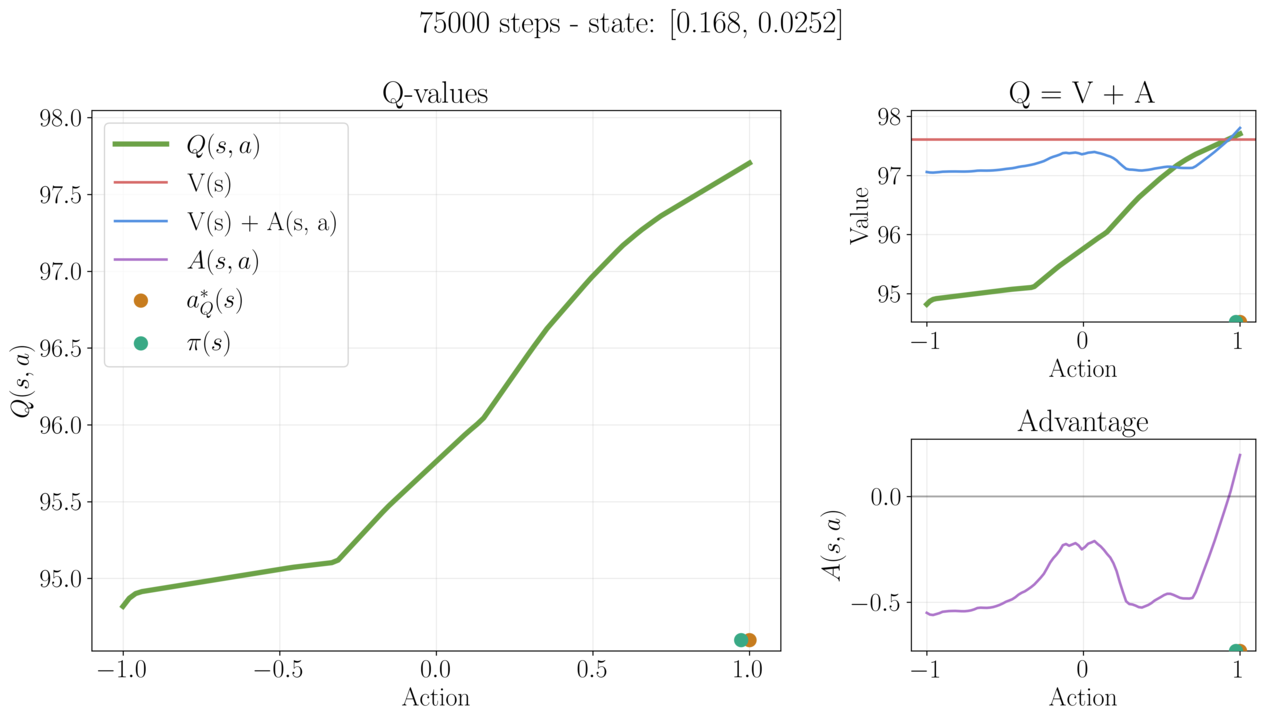 75000 steps - state: [0.168, 0.0252]
Q-values
98.0
97.5
97.0
96.5
96.0
95.5
95.0
Q(s, a)
Q(s, a)
V(s)
V(s) + A(s, a)
A(s, a)
a*_Q(s)
π(s)
−1.0 −0.5 0.0 0.5 1.0
Action
Q = V + A
98
97
96
95
Value
−1 0 1
Action
Advantage
0.0
−0.5
A(s, a)
−1 0 1
Action